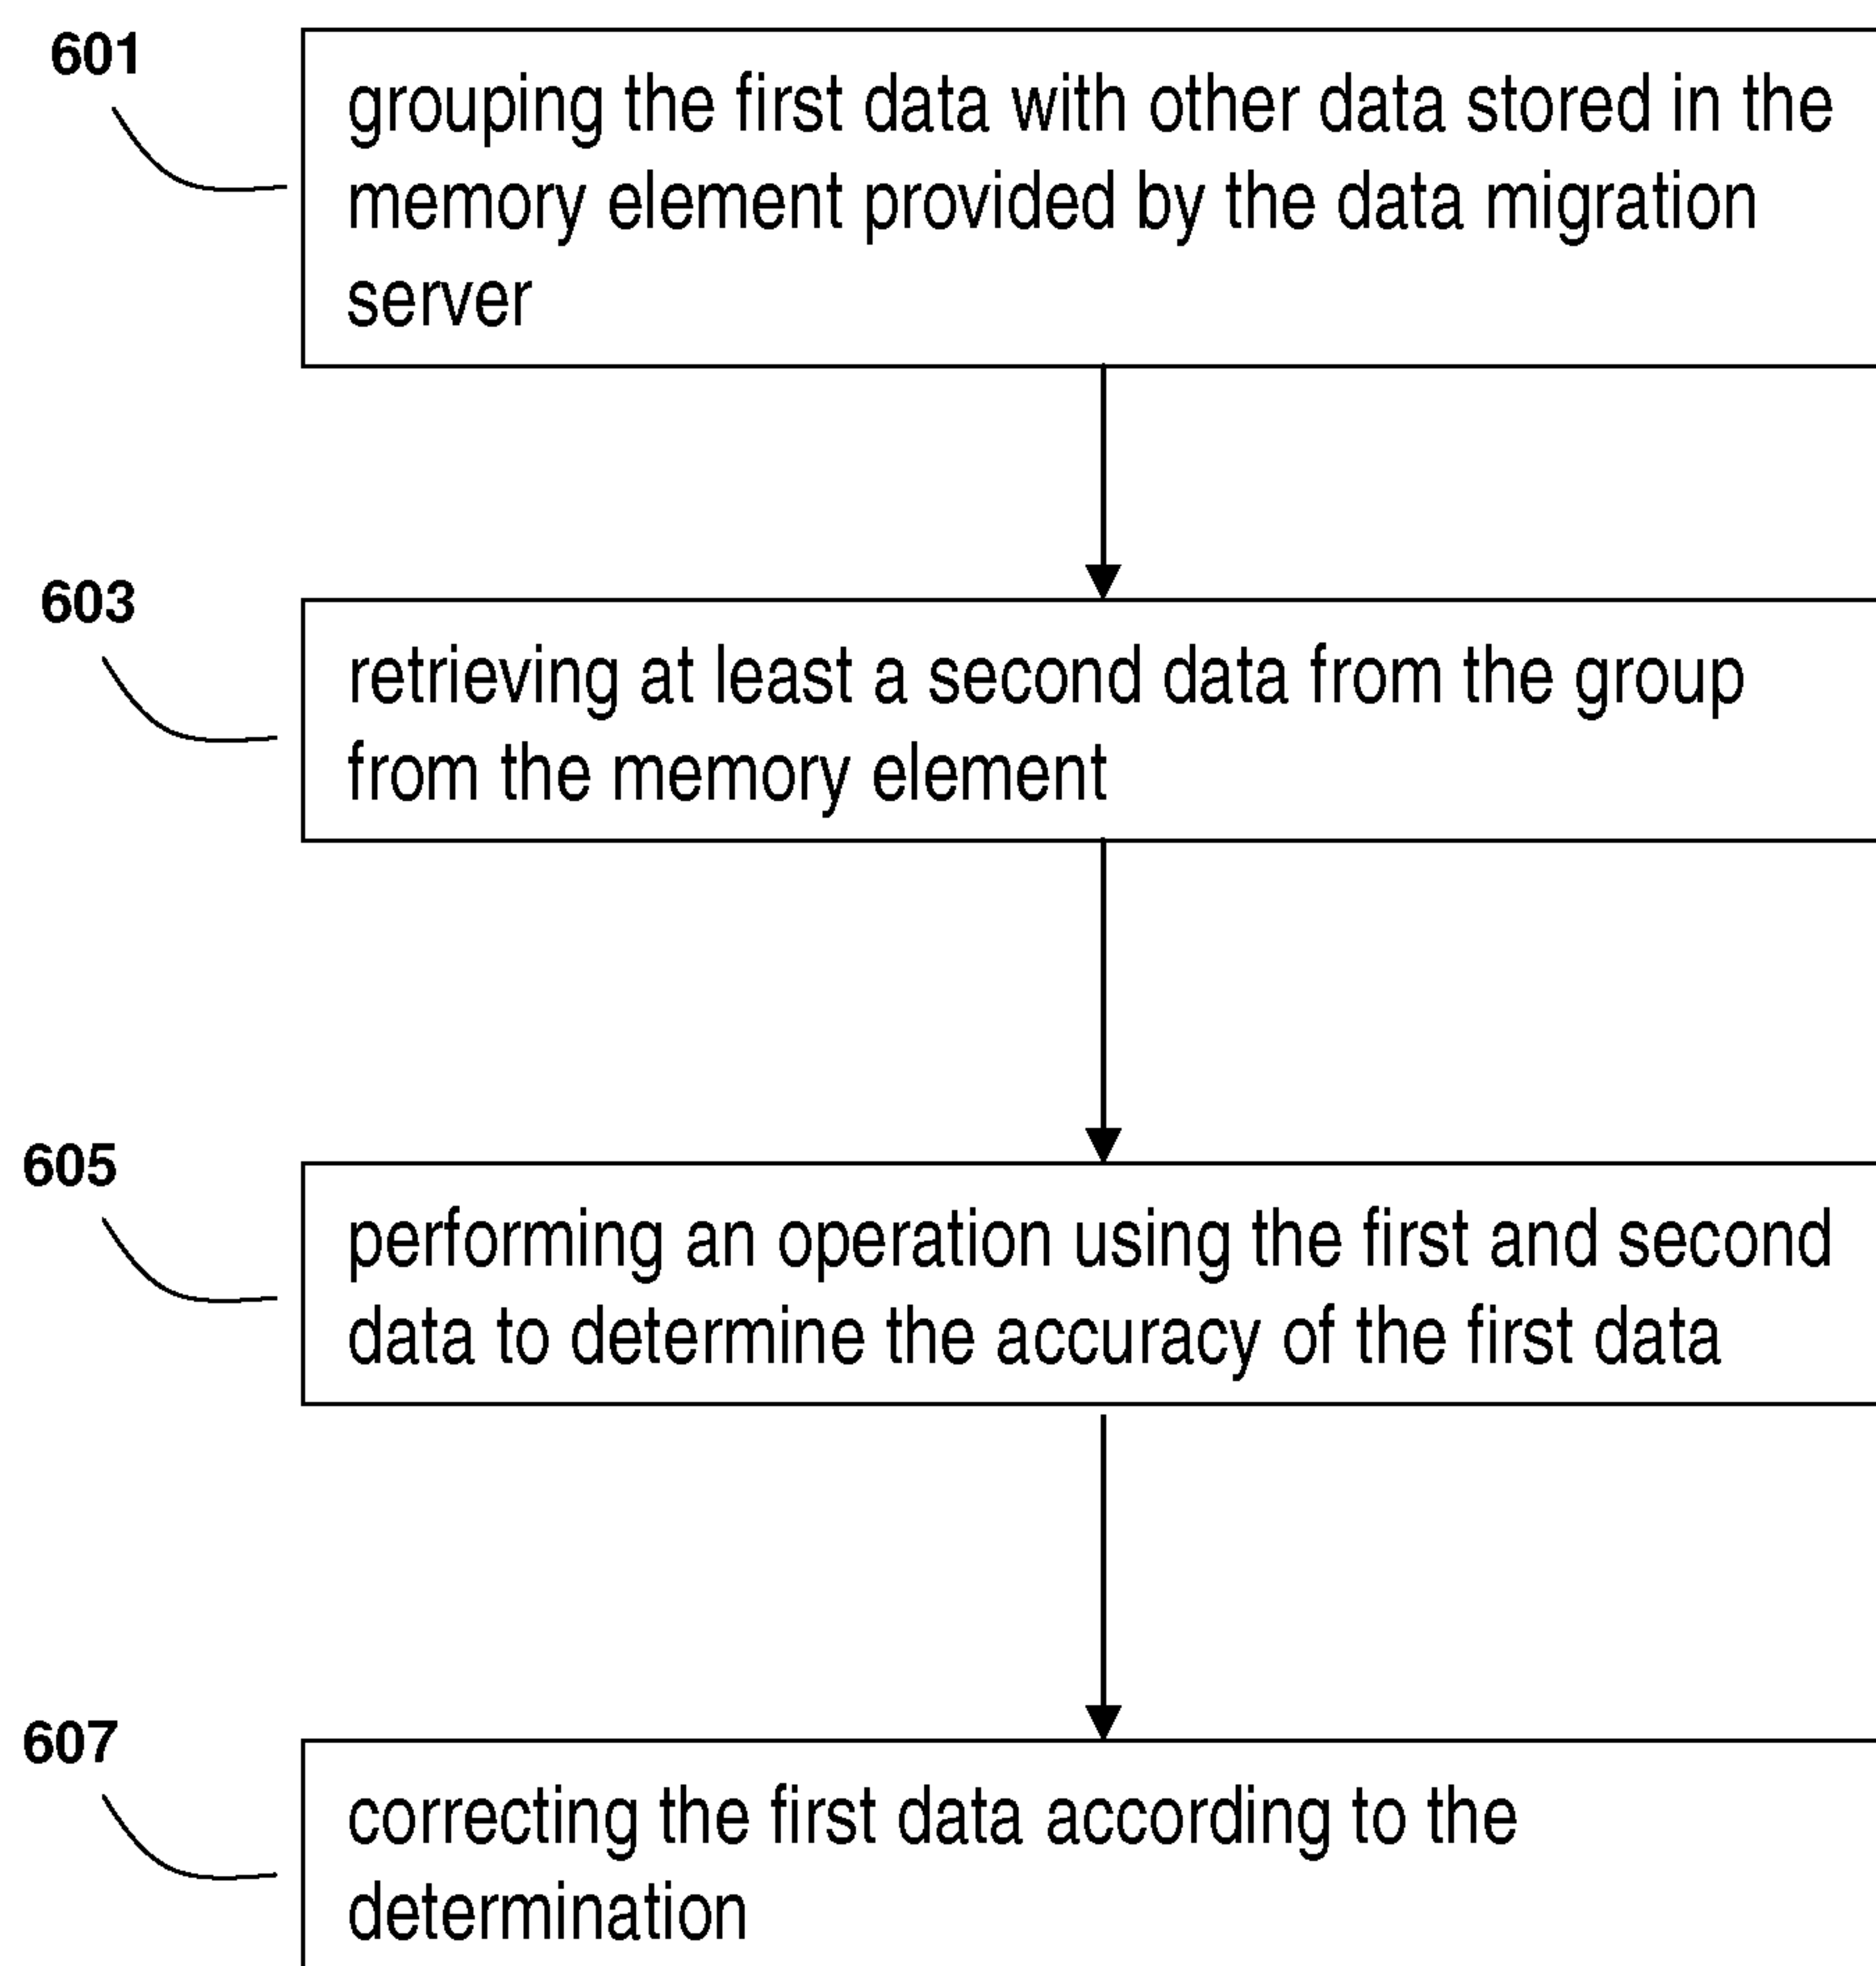 601
grouping the first data with other data stored in the
memory element provided by the data migration
server
603
retrieving at least a second data from the group
from the memory element
605
performing an operation using the first and second
data to determine the accuracy of the first data
607
correcting the first data according to the
determination